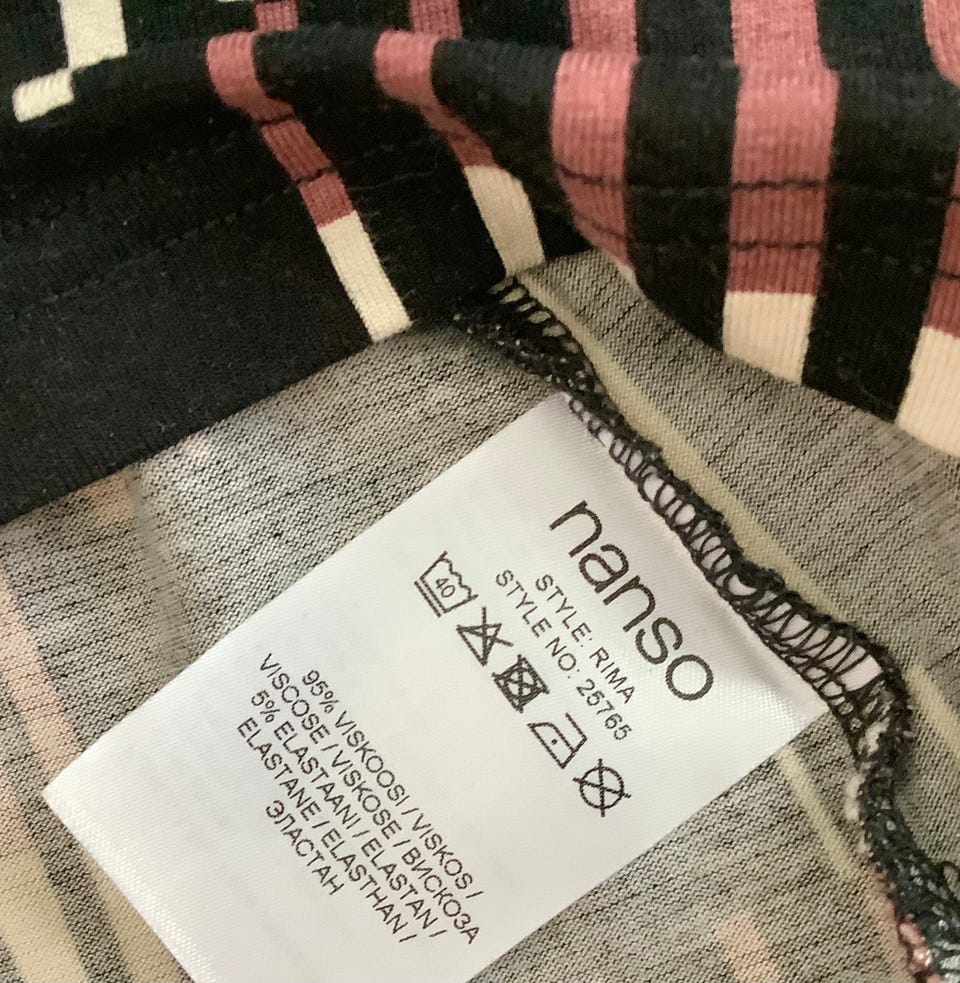 nanso
STYLE: RIMA
STYLE NO: 25765
40
95% VISKOOSI / VISKOS /
VISCOSE / VISKOSE / ВИСКОЗА
5% ELASTAANI / ELASTAN /
ELASTANE / ELASTHAN /
ЭЛАСТАН